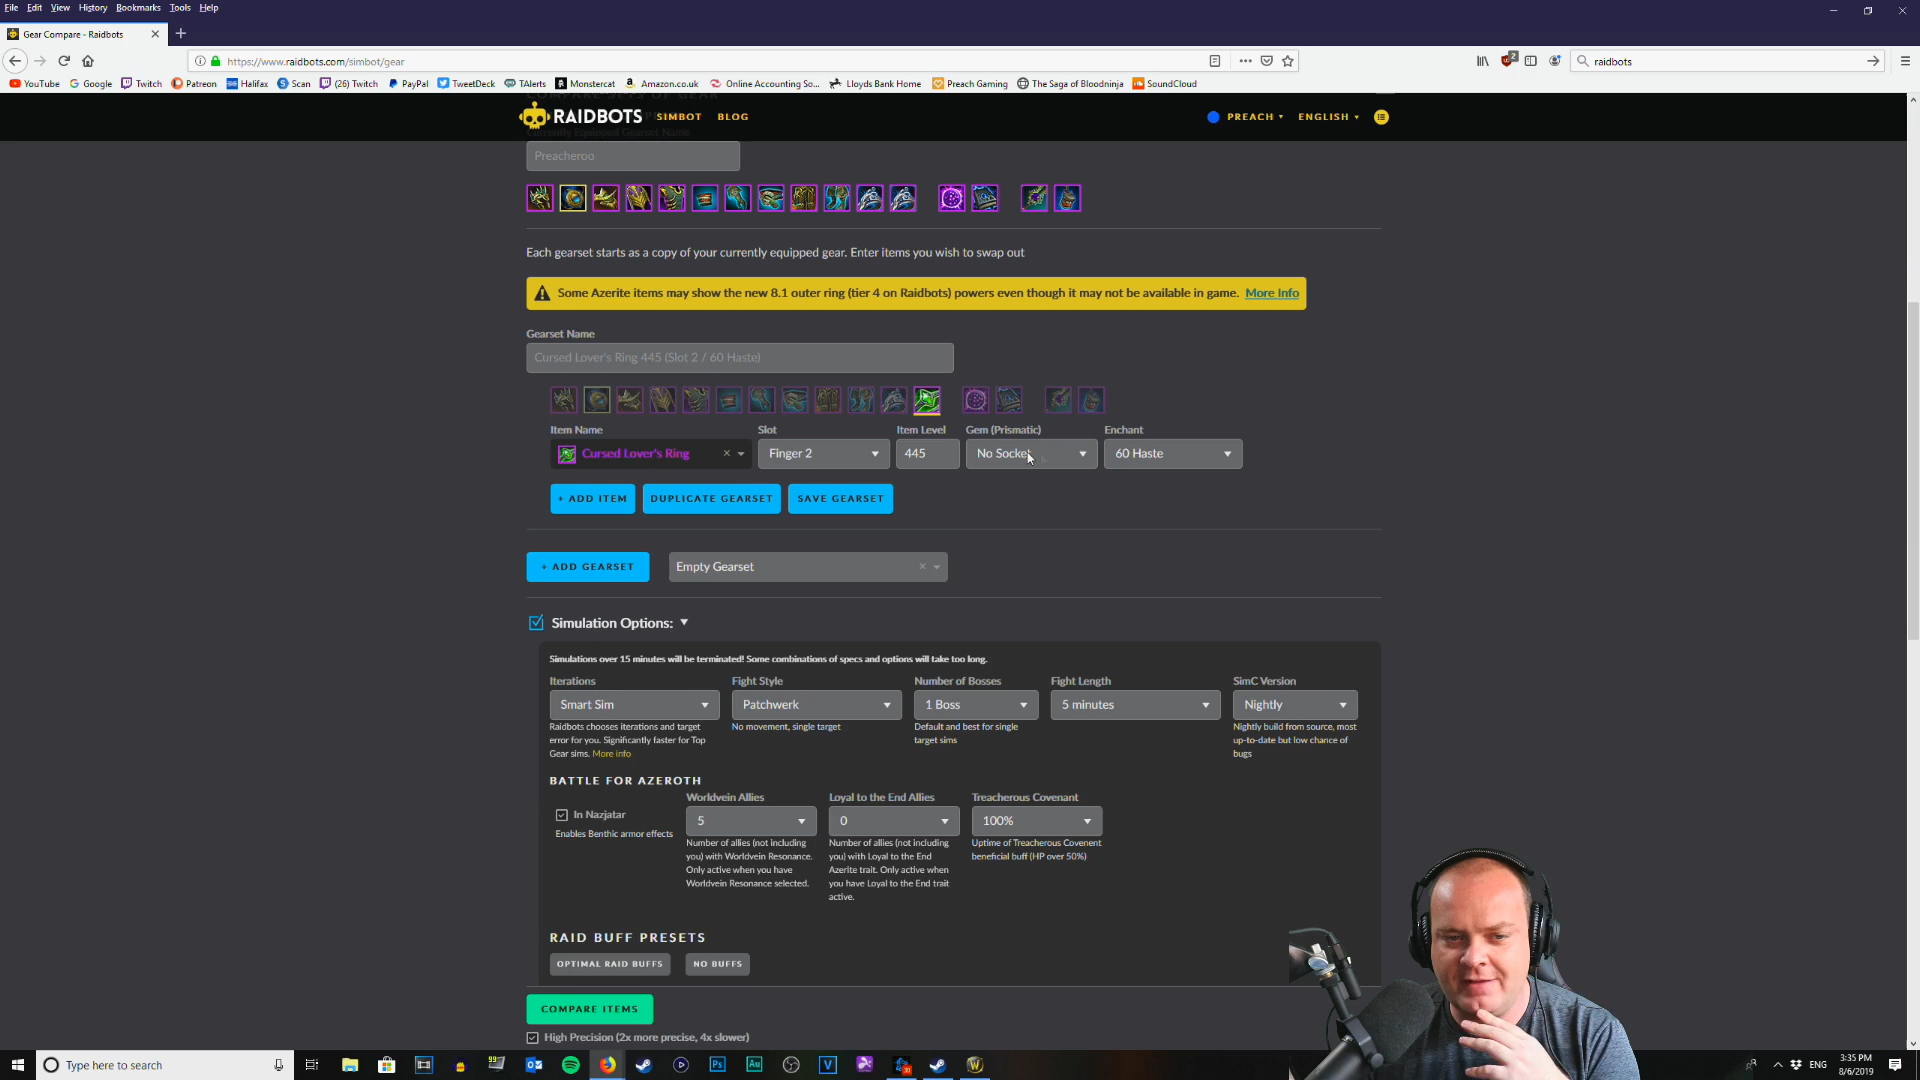 File Edit View History Bookmarks Tools Help
Gear Compare - Raidbots
https://www.raidbots.com/simbot/gear
raidbots
YouTube Google Twitch Patreon Halifax Scan (26) Twitch PayPal TweetDeck TAlerts Monstercat Amazon.co.uk Online Accounting So... Lloyds Bank Home Preach Gaming The Saga of Bloodninja SoundCloud
COMPARE SETS OF GEAR
RAIDBOTS SIMBOT BLOG PREACH ENGLISH
Currently Equipped Gearset Name
Preacheroo
Each gearset starts as a copy of your currently equipped gear. Enter items you wish to swap out
Some Azerite items may show the new 8.1 outer ring (tier 4 on Raidbots) powers even though it may not be available in game. More Info
Gearset Name
Cursed Lover's Ring 445 (Slot 2 / 60 Haste)
Item Name Slot Item Level Gem (Prismatic) Enchant
Cursed Lover's Ring Finger 2 445 No Socket 60 Haste
+ ADD ITEM DUPLICATE GEARSET SAVE GEARSET
+ ADD GEARSET Empty Gearset
Simulation Options:
Simulations over 15 minutes will be terminated! Some combinations of specs and options will take too long.
Iterations Fight Style Number of Bosses Fight Length SimC Version
Smart Sim Patchwerk 1 Boss 5 minutes Nightly
Raidbots chooses iterations and target No movement, single target Default and best for single Nightly build from source, most
error for you. Significantly faster for Top target sims up-to-date but low chance of
Gear sims. More info bugs
BATTLE FOR AZEROTH
Worldvein Allies Loyal to the End Allies Treacherous Covenant
In Nazjatar 5 0 100%
Enables Benthic armor effects
Number of allies (not including Number of allies (not including Uptime of Treacherous Covenent
you) with Worldvein Resonance. you) with Loyal to the End beneficial buff (HP over 50%)
Only active when you have Azerite trait. Only active when
Worldvein Resonance selected. you have Loyal to the End trait
active.
RAID BUFF PRESETS
OPTIMAL RAID BUFFS NO BUFFS
COMPARE ITEMS
High Precision (2x more precise, 4x slower)
Type here to search
ENG
3:35 PM
8/6/2019